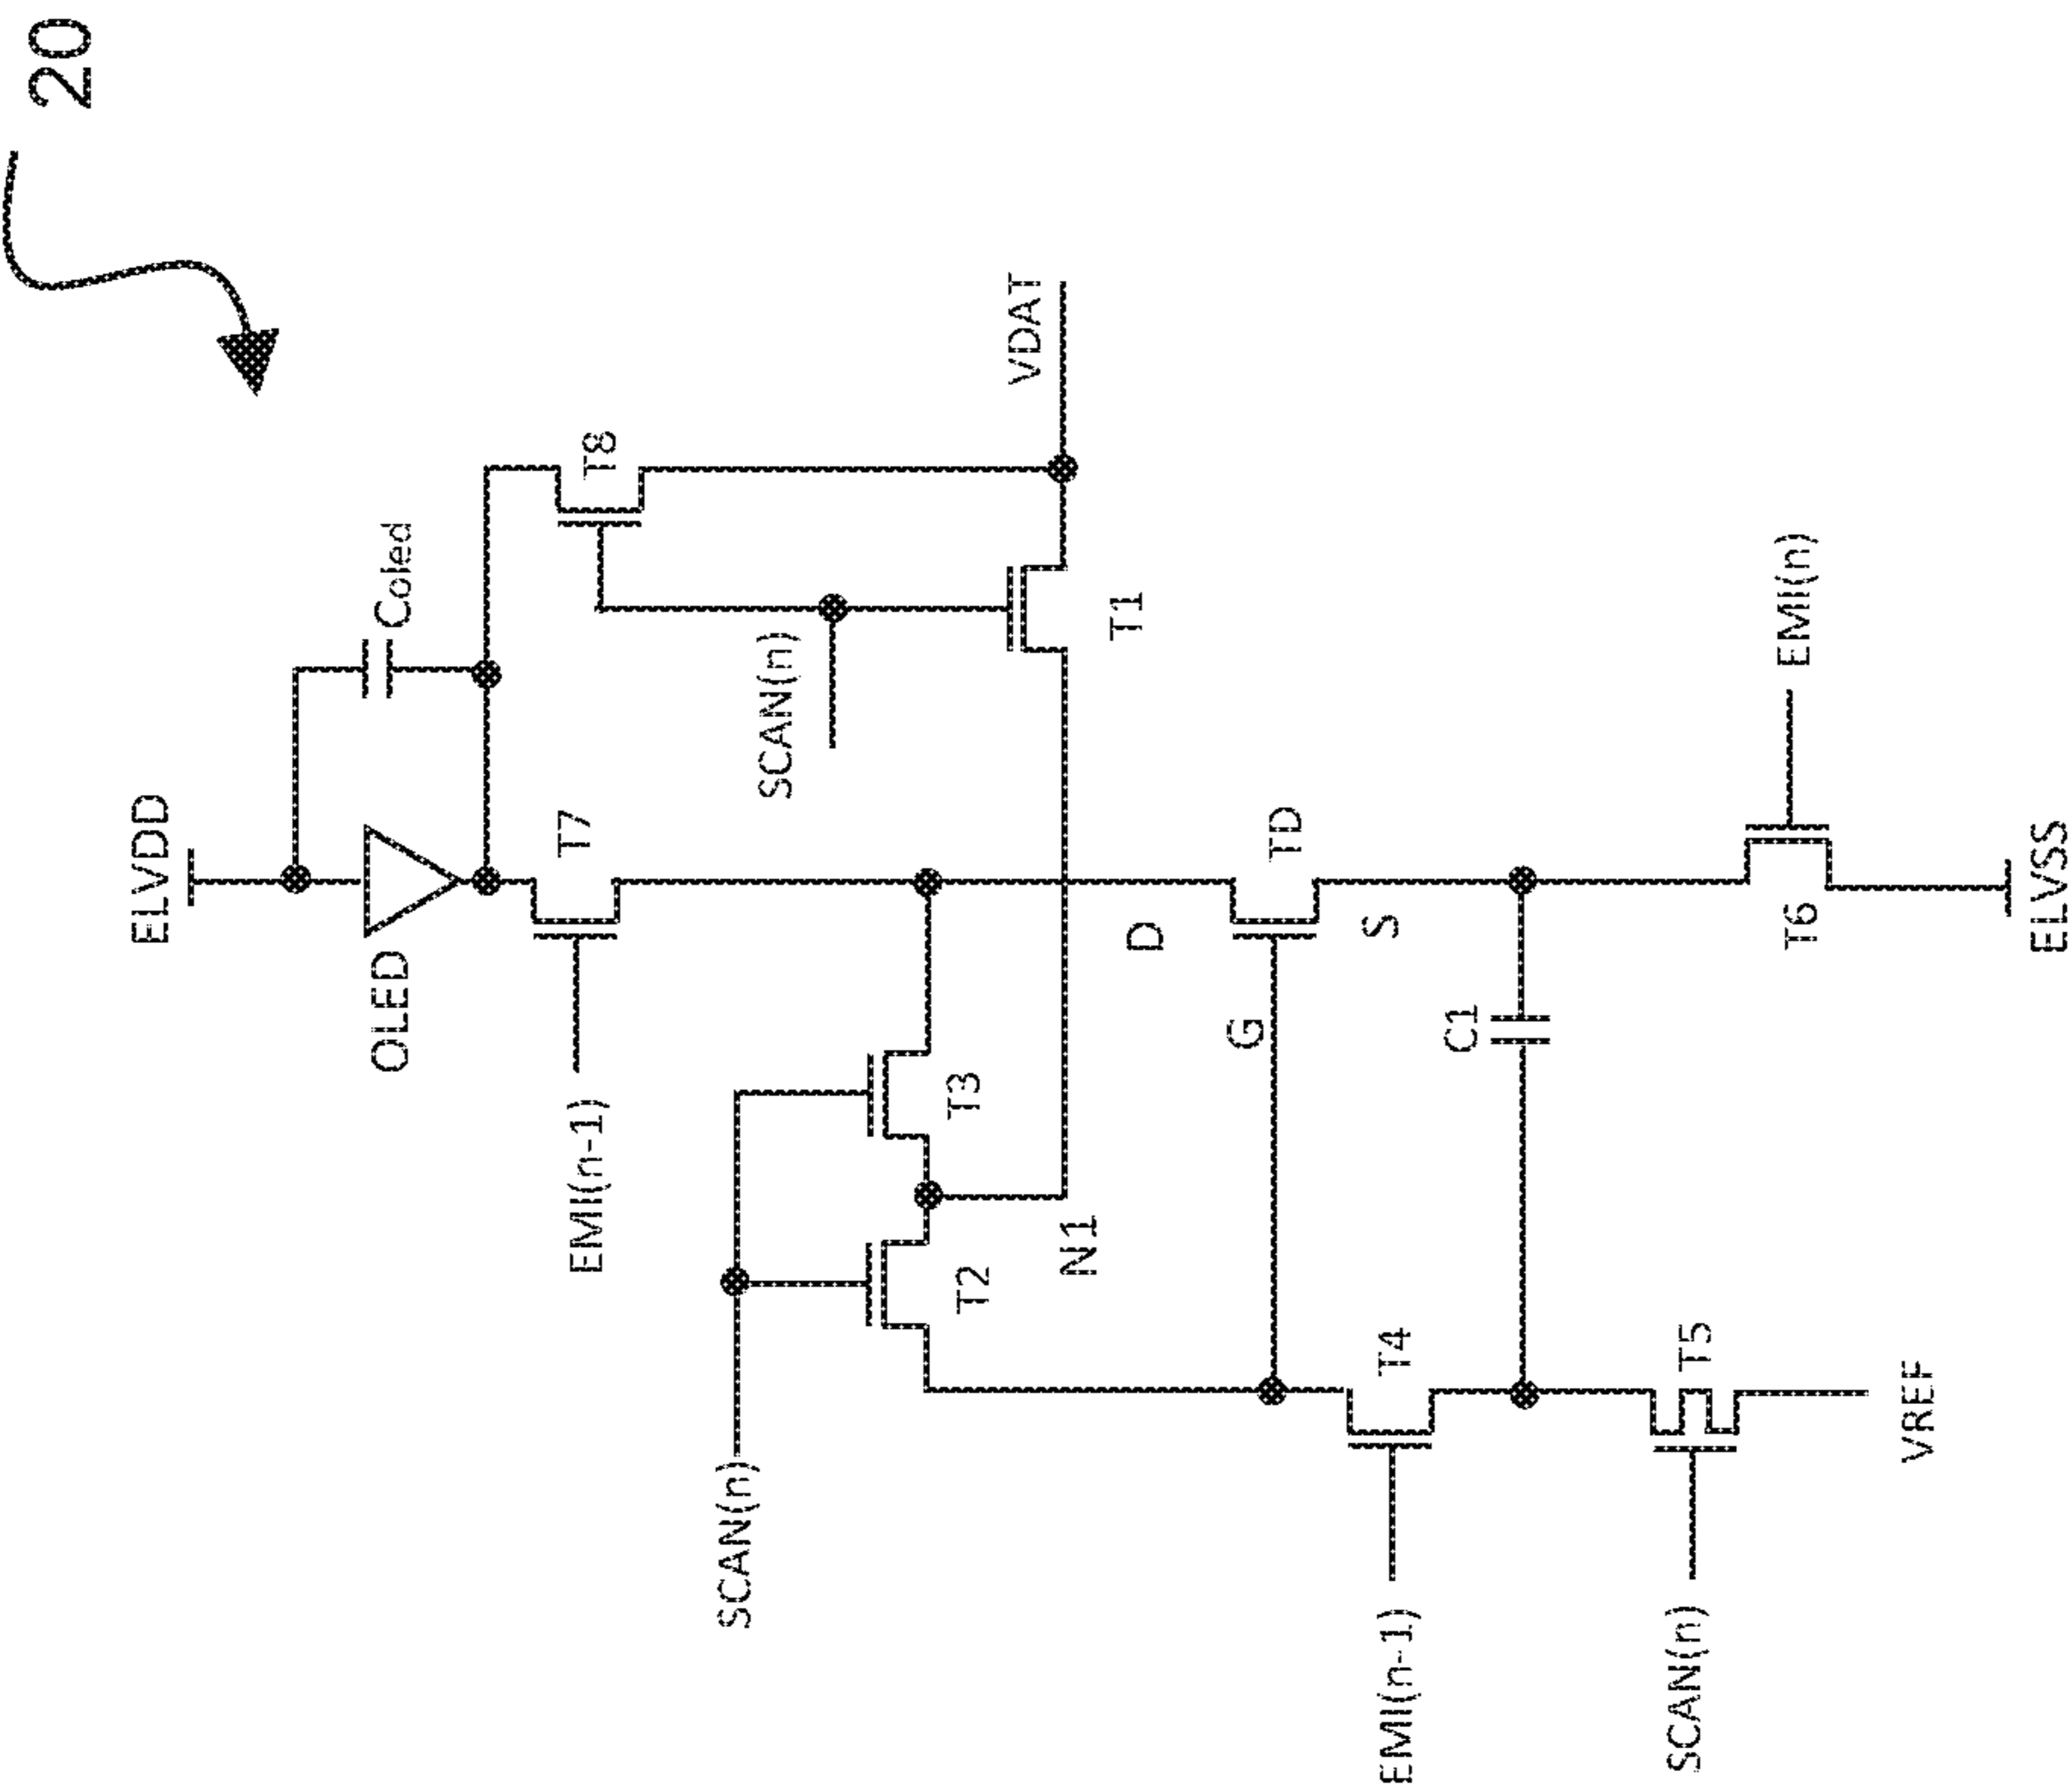 20
ELVDD
OLED
Coled
T8
T7
EMI(n-1)
SCAN(n)
VDAT
T1
T3
T2
N1
SCAN(n)
D
G
TD
S
C1
T4
EMI(n-1)
T5
SCAN(n)
VREF
EMI(n)
T6
ELVSS